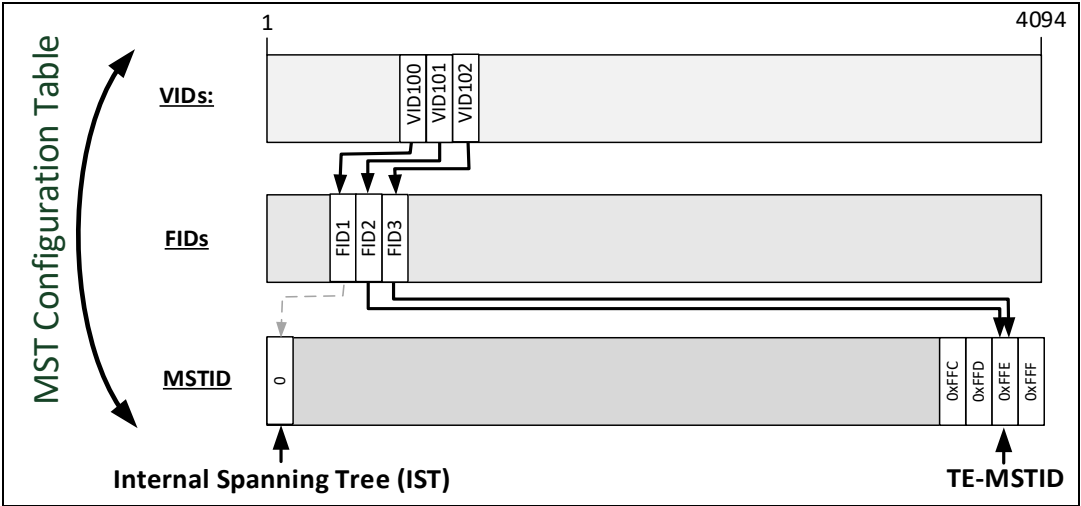 MST Configuration Table
1
4094
VIDs:
VID100
VID101
VID102
FIDs
FID1
FID2
FID3
MSTID
0
0xFFC
0xFFD
0xFFE
0xFFF
Internal Spanning Tree (IST)
TE-MSTID